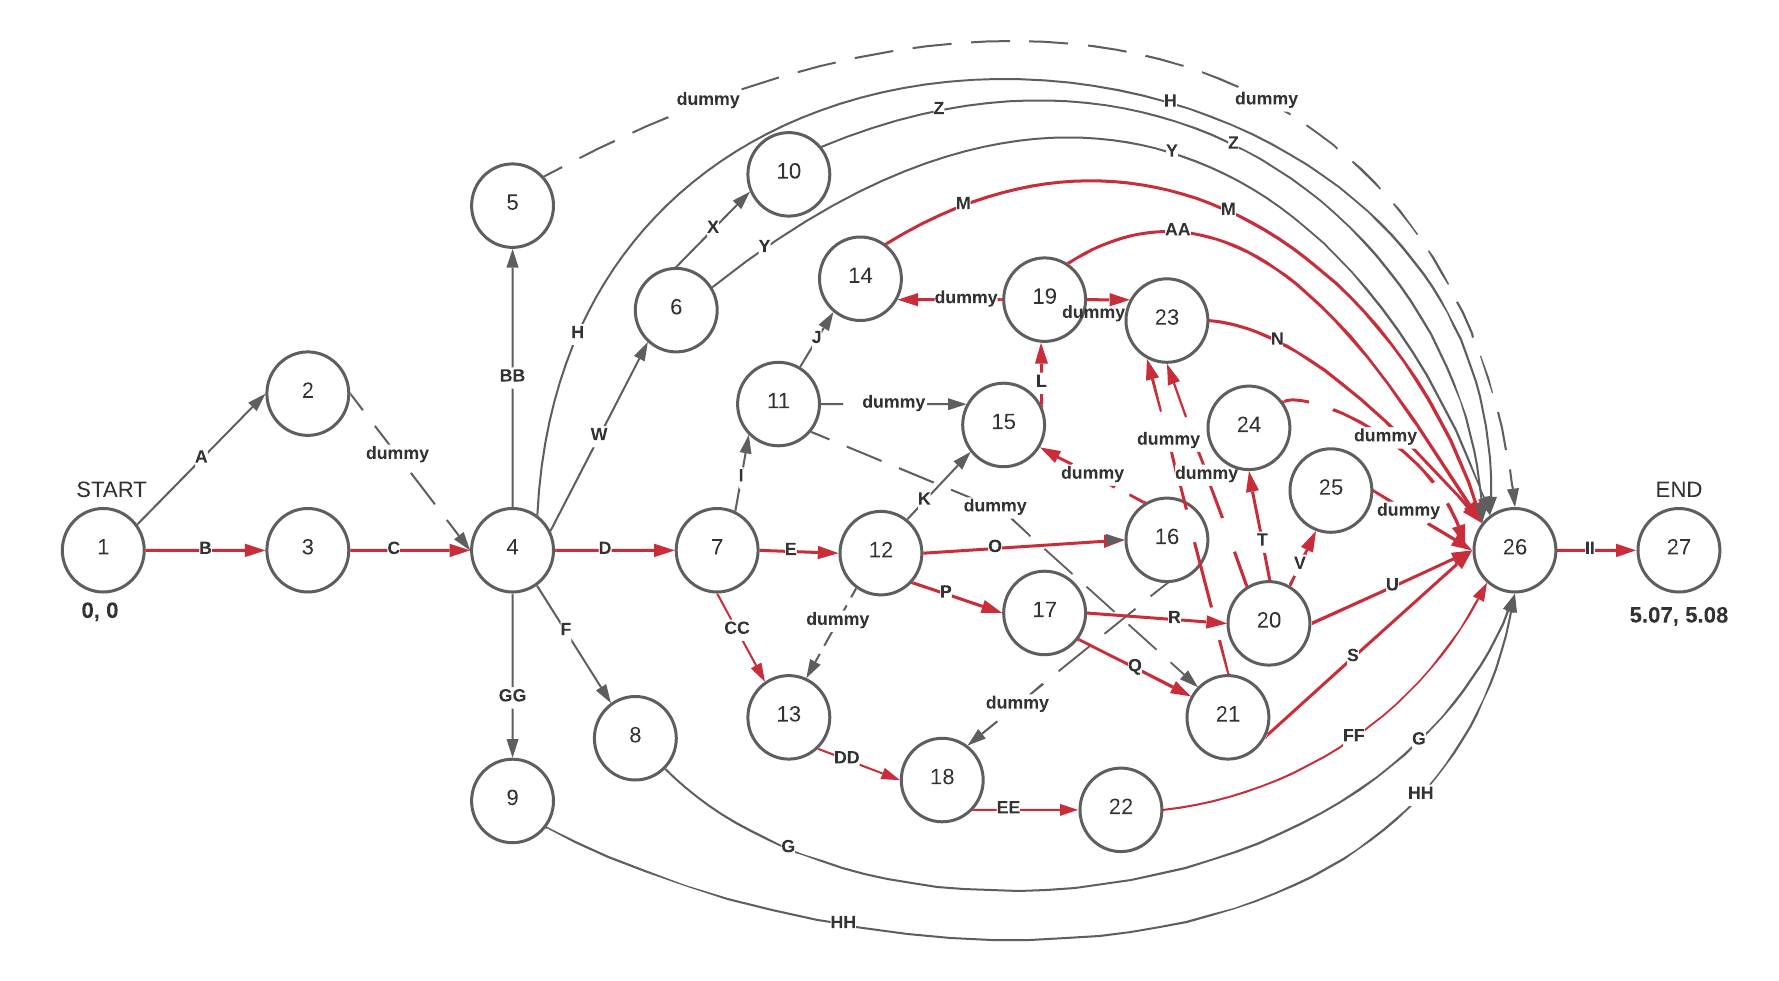 dummy
dummy
H
Z
Z
Y
10
5
M
M
X
AA
Y
14
19
6
dummy
dummy
23
H
J
N
BB
L
2
11
dummy
15
24
A
W
dummy
dummy
dummy
I
dummy
dummy
25
START
K
dummy
dummy
END
1
B
3
C
4
D
7
E
12
O
16
T
V
26
II
27
0, 0
P
17
R
20
U
5.07, 5.08
F
CC
dummy
Q
S
GG
8
13
dummy
21
DD
18
FF
G
9
EE
22
HH
G
HH